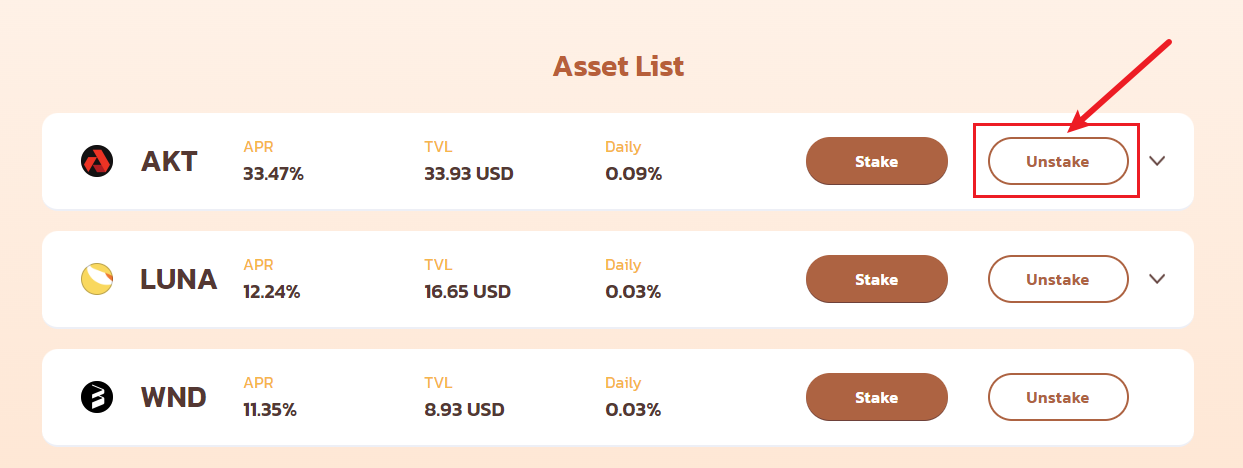 Asset List
AKT
APR
33.47%
TVL
33.93 USD
Daily
0.09%
Stake
Unstake
LUNA
APR
12.24%
TVL
16.65 USD
Daily
0.03%
Stake
Unstake
WND
APR
11.35%
TVL
8.93 USD
Daily
0.03%
Stake
Unstake